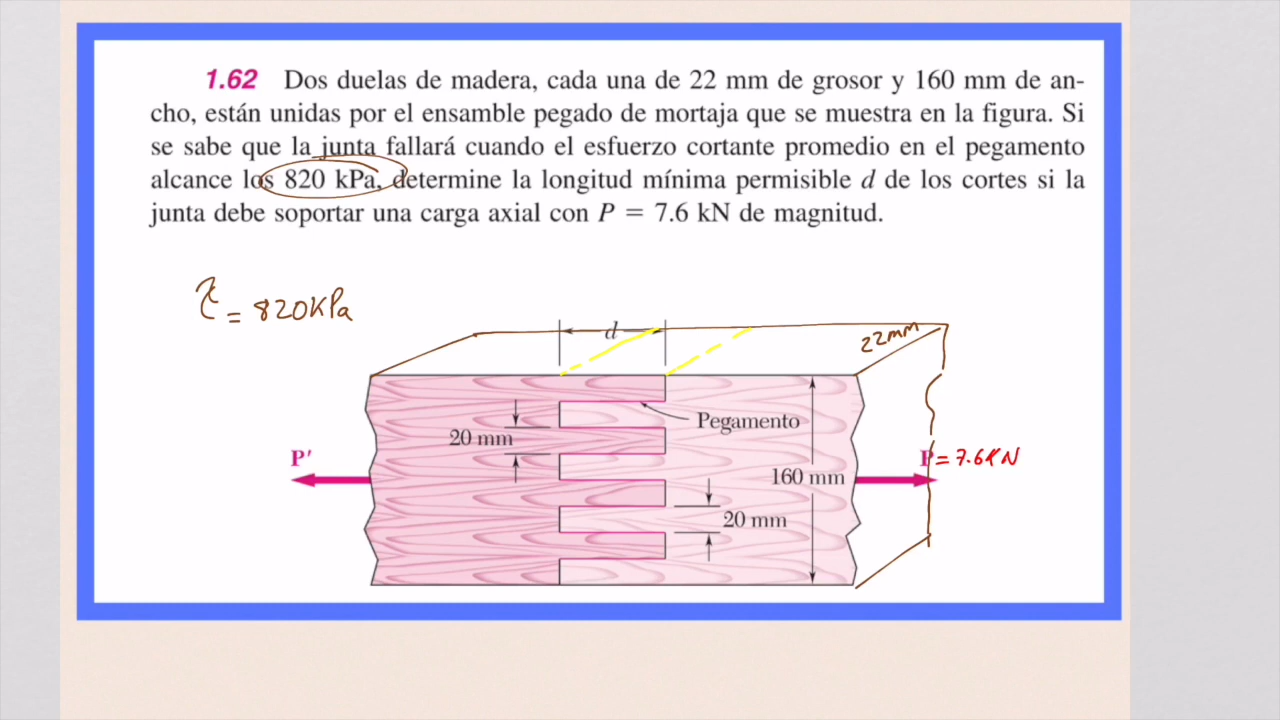 1.62 Dos duelas de madera, cada una de 22 mm de grosor y 160 mm de an-
cho, están unidas por el ensamble pegado de mortaja que se muestra en la figura. Si
se sabe que la junta fallará cuando el esfuerzo cortante promedio en el pegamento
alcance los 820 kPa, determine la longitud mínima permisible d de los cortes si la
junta debe soportar una carga axial con P = 7.6 kN de magnitud.
τ = 820kPa
d
22mm
Pegamento
20 mm
P'
160 mm
P = 7.6kN
20 mm